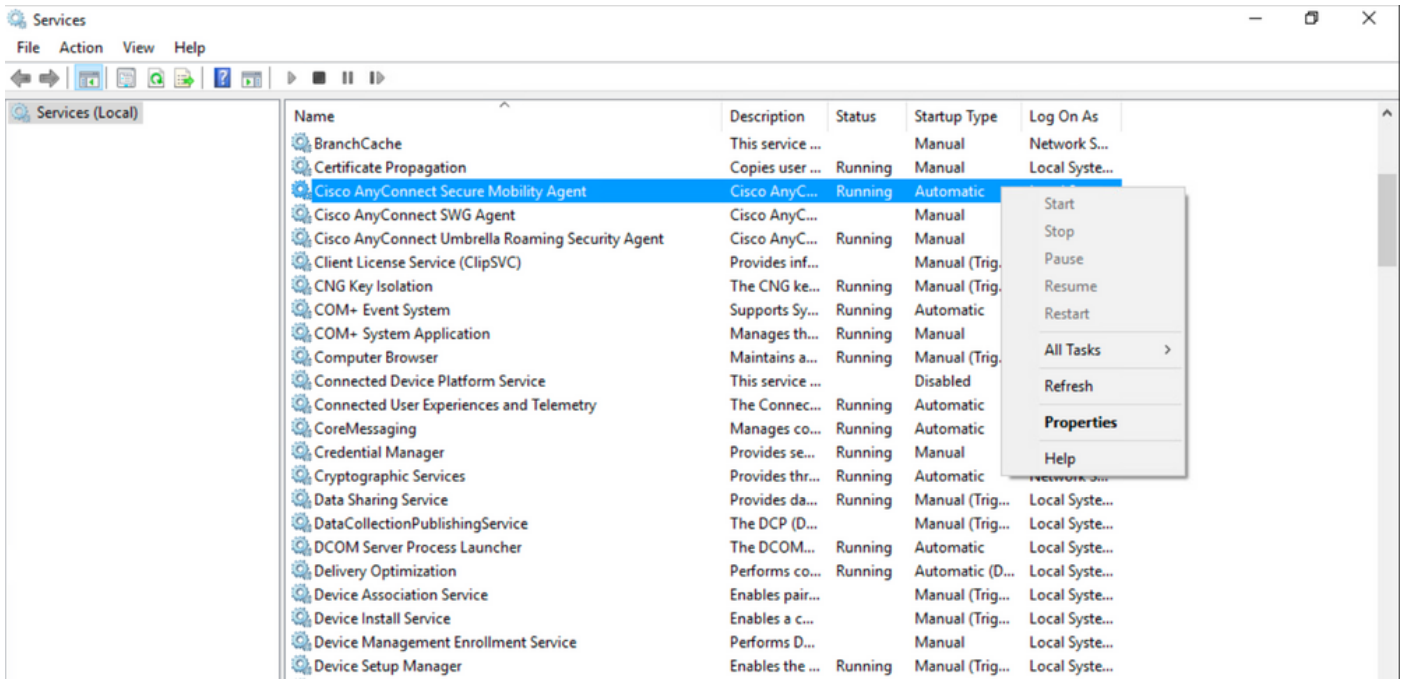 Services
File Action View Help
Services (Local)
Name Description Status Startup Type Log On As
BranchCache This service ... Manual Network S...
Certificate Propagation Copies user ... Running Manual Local Syste...
Cisco AnyConnect Secure Mobility Agent Cisco AnyC... Running Automatic
Cisco AnyConnect SWG Agent Cisco AnyC... Manual
Cisco AnyConnect Umbrella Roaming Security Agent Cisco AnyC... Running Manual
Client License Service (ClipSVC) Provides inf... Manual (Trig.
CNG Key Isolation The CNG ke... Running Manual (Trig.
COM+ Event System Supports Sy... Running Automatic
COM+ System Application Manages th... Running Manual
Computer Browser Maintains a... Running Manual (Trig.
Connected Device Platform Service This service ... Disabled
Connected User Experiences and Telemetry The Connec... Running Automatic
CoreMessaging Manages co... Running Automatic
Credential Manager Provides se... Running Manual
Cryptographic Services Provides thr... Running Automatic
Data Sharing Service Provides da... Running Manual (Trig... Local Syste...
DataCollectionPublishingService The DCP (D... Manual (Trig... Local Syste...
DCOM Server Process Launcher The DCOM... Running Automatic Local Syste...
Delivery Optimization Performs co... Running Automatic (D... Local Syste...
Device Association Service Enables pair... Manual (Trig... Local Syste...
Device Install Service Enables a c... Manual (Trig... Local Syste...
Device Management Enrollment Service Performs D... Manual Local Syste...
Device Setup Manager Enables the ... Running Manual (Trig... Local Syste...
Start
Stop
Pause
Resume
Restart
All Tasks
Refresh
Properties
Help